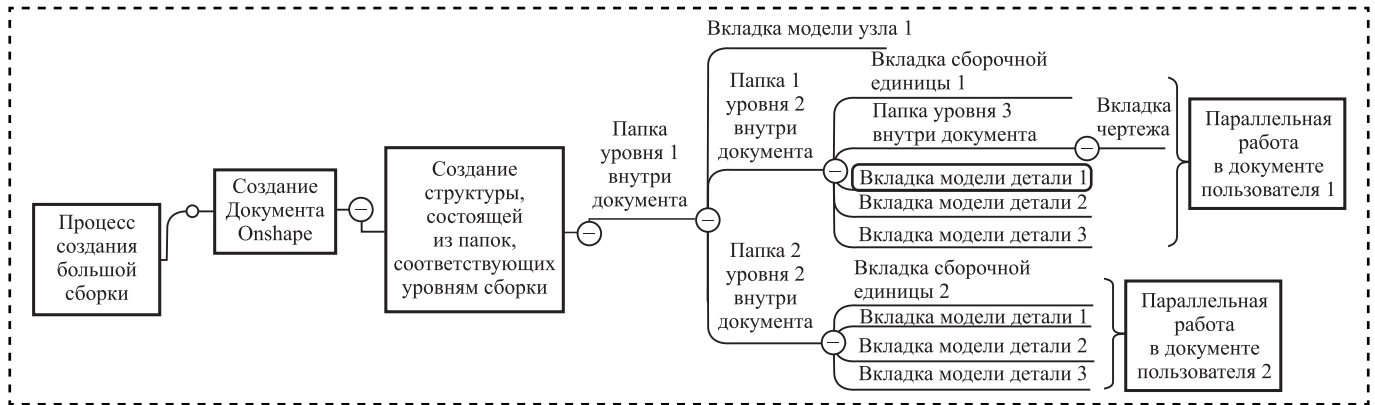 Процесс
создания
большой
сборки
Создание
Документа
Onshape
Создание
структуры,
состоящей
из папок,
соответствующих
уровням сборки
Папка
уровня 1
внутри
документа
Вкладка модели узла 1
Папка 1
уровня 2
внутри
документа
Вкладка сборочной
единицы 1
Папка уровня 3
внутри документа
Вкладка
чертежа
Вкладка модели детали 1
Вкладка модели детали 2
Вкладка модели детали 3
Параллельная
работа
в документе
пользователя 1
Папка 2
уровня 2
внутри
документа
Вкладка сборочной
единицы 2
Вкладка модели детали 1
Вкладка модели детали 2
Вкладка модели детали 3
Параллельная
работа
в документе
пользователя 2